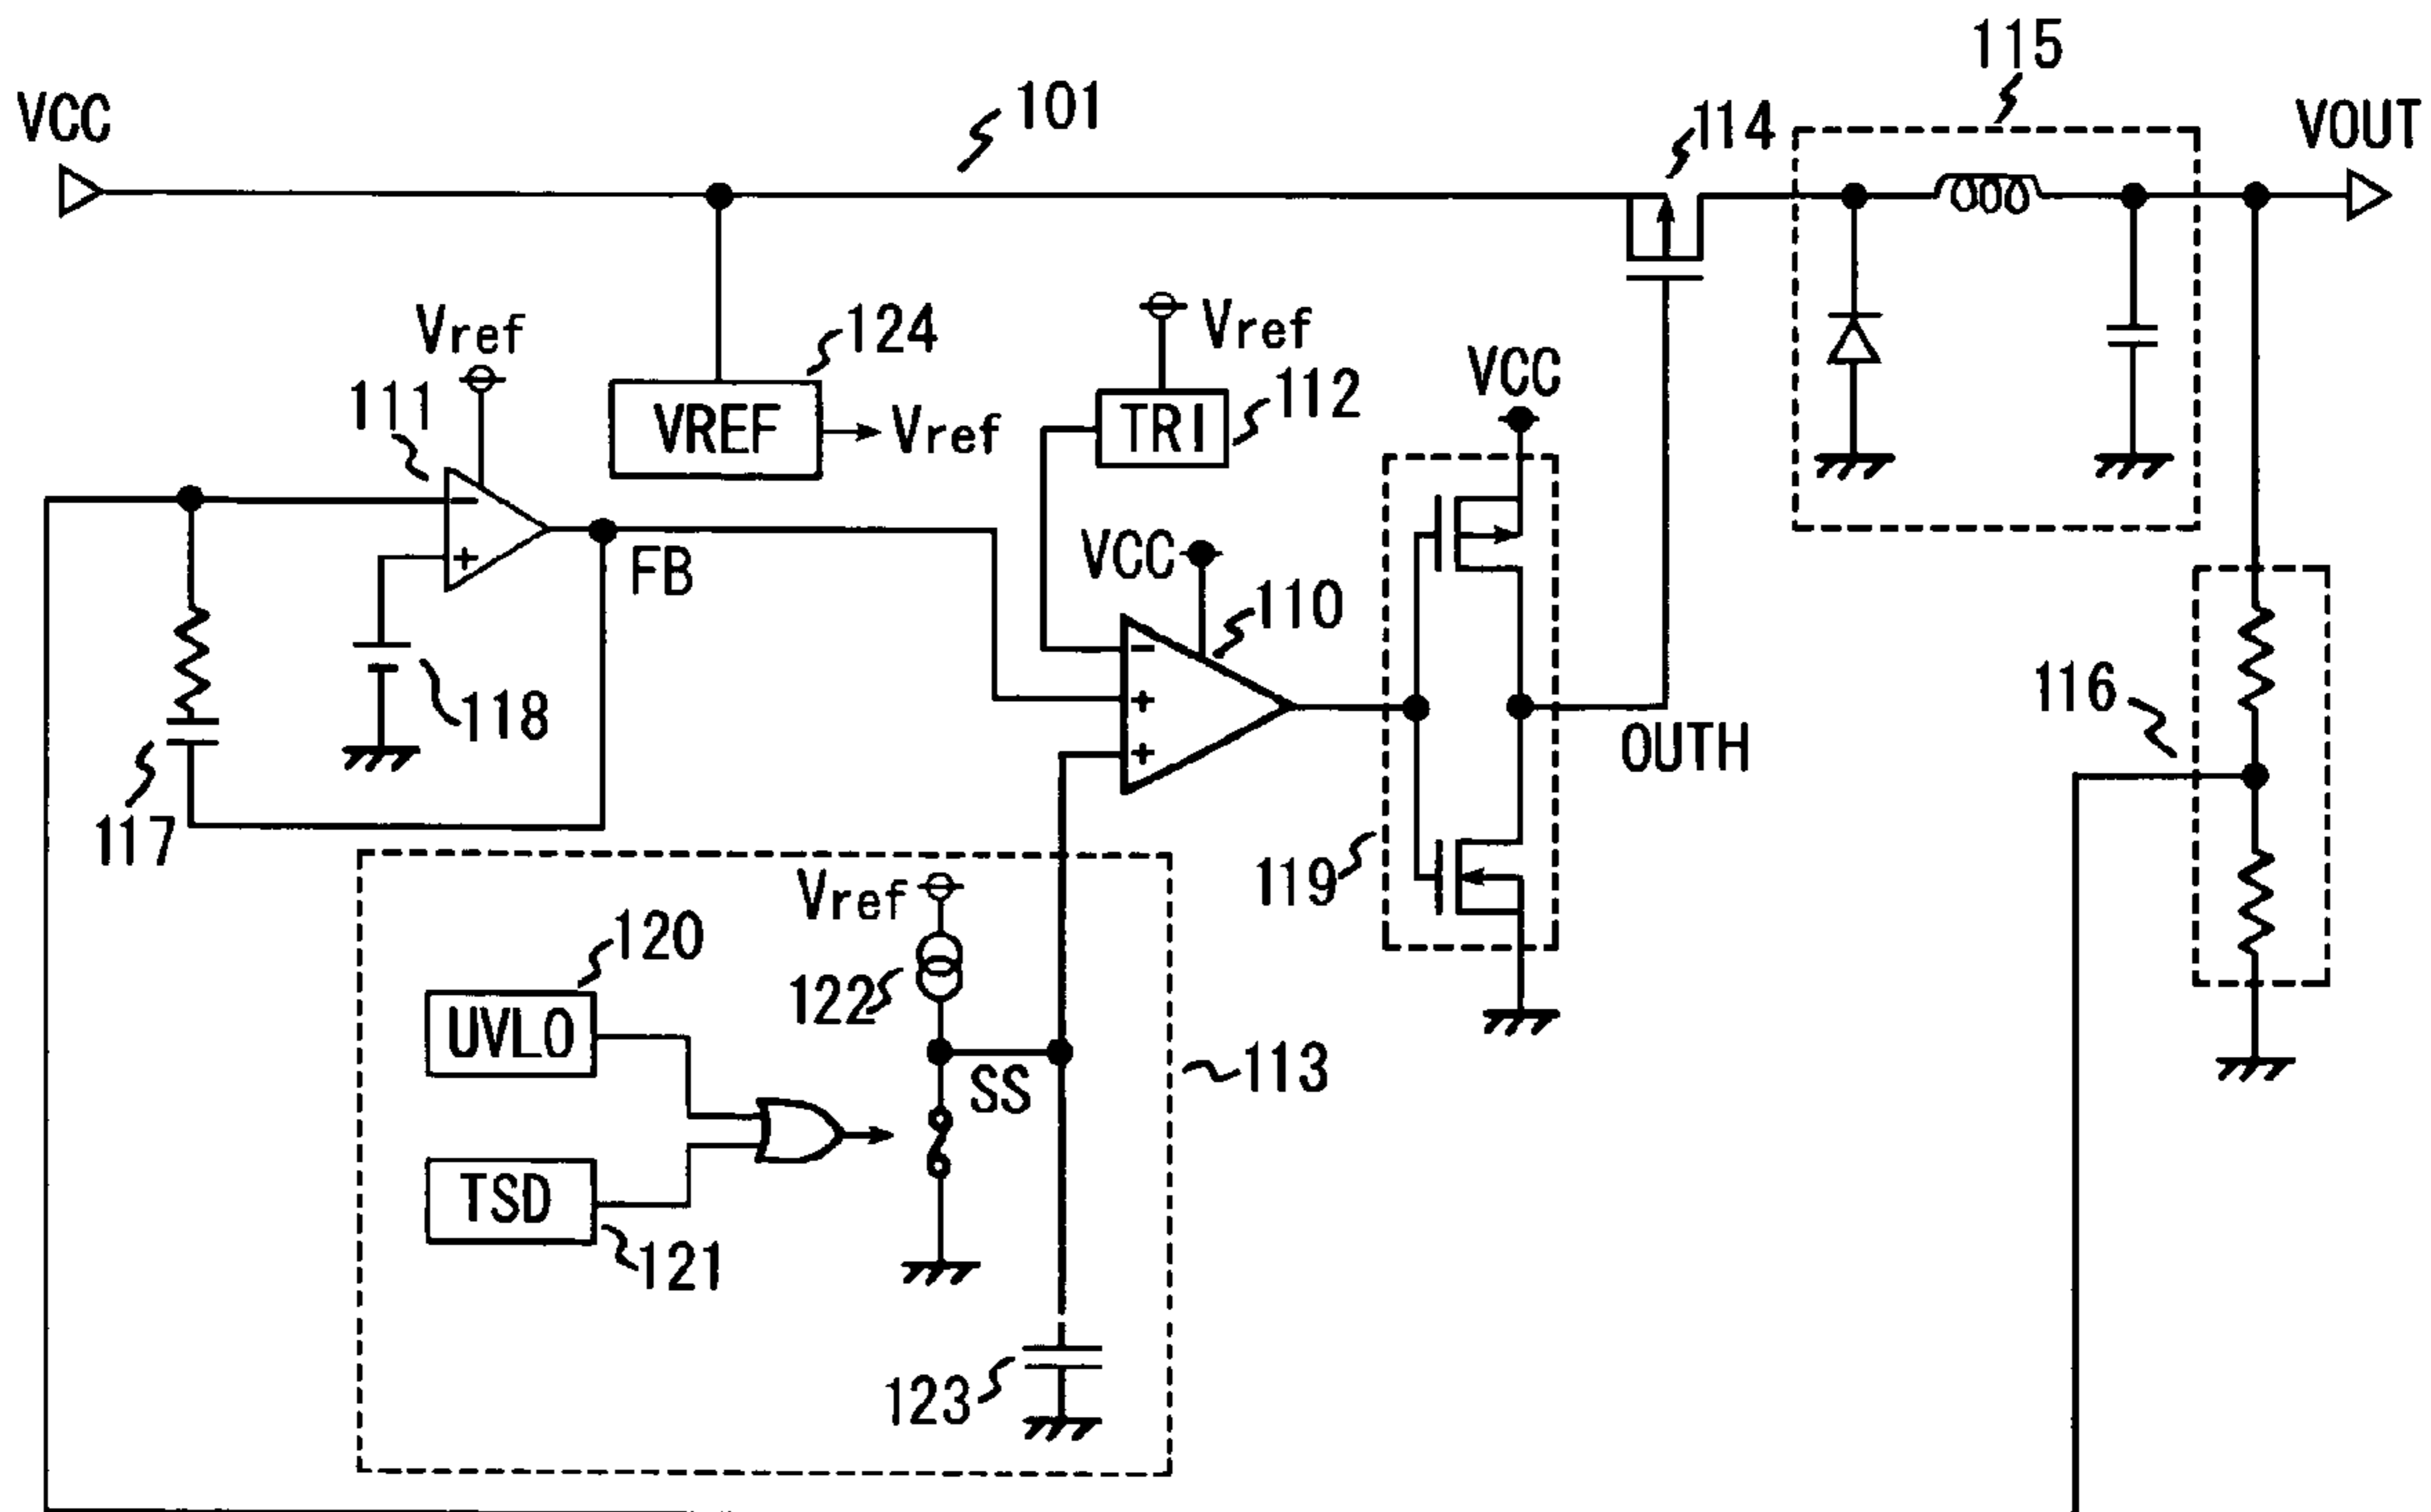 115
101
VCC
114
VOUT
Vref
124
Vref
VCC
111
112
VREF
Vref
TRI
−
+
FB
VCC
110
−
118
+
116
+
OUTH
117
119
Vref
120
122
UVLO
SS
113
TSD
121
123